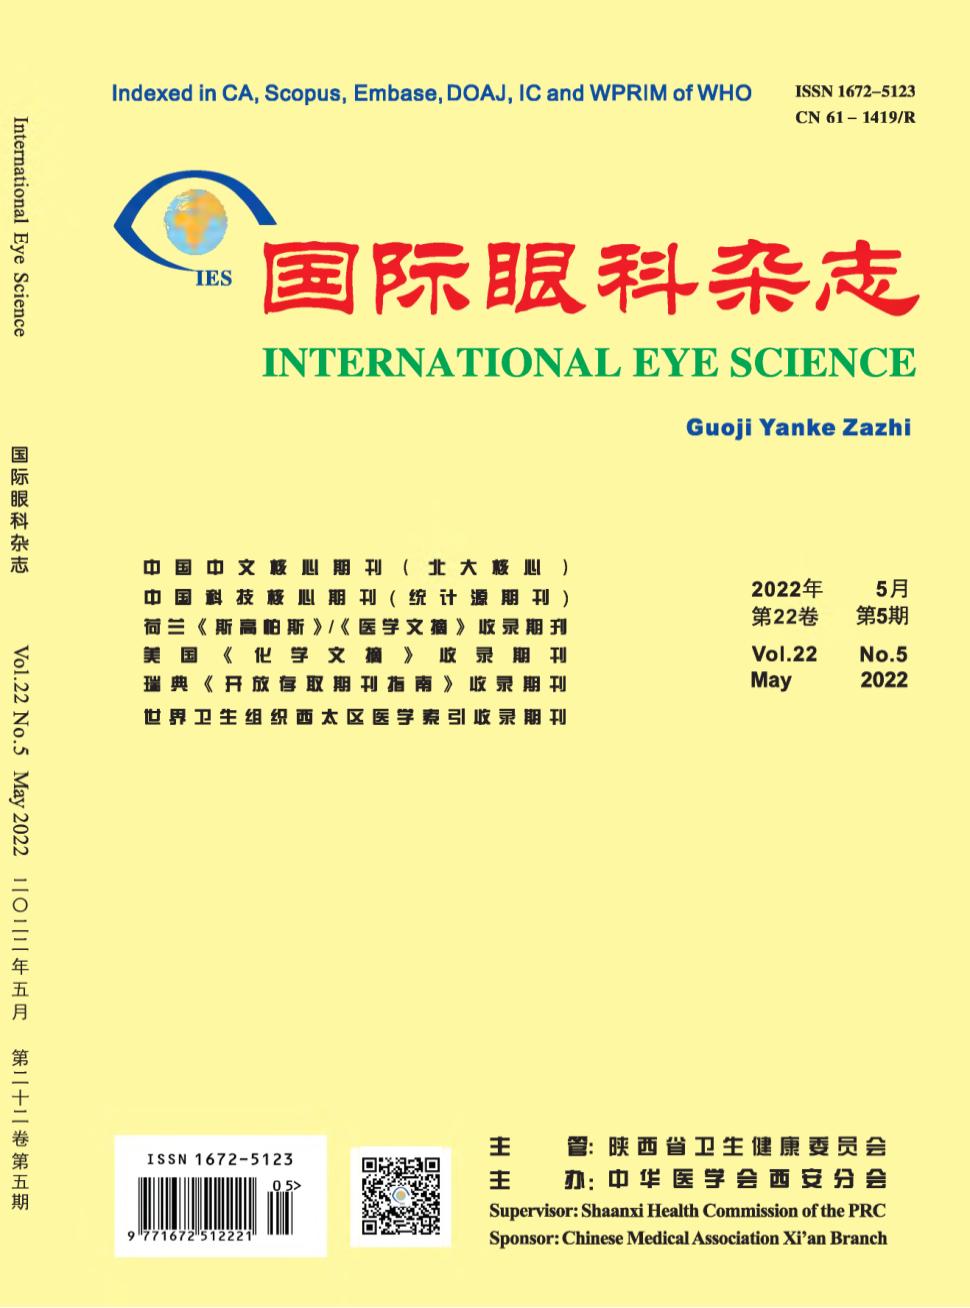 Indexed in CA, Scopus, Embase, DOAJ, IC and WPRIM of WHO
ISSN 1672–5123
CN 61 – 1419/R
IES
国际眼科杂志
INTERNATIONAL EYE SCIENCE
Guoji Yanke Zazhi
中国中文核心期刊(北大核心)
中国科技核心期刊(统计源期刊)
荷兰《斯高帕斯》/《医学文摘》收录期刊
美国《化学文摘》收录期刊
瑞典《开放存取期刊指南》收录期刊
世界卫生组织西太区医学索引收录期刊
2022年 5月
第22卷 第5期
Vol.22 No.5
May 2022
ISSN 1672-5123
05>
9 771672 512221
主 管: 陕西省卫生健康委员会
主 办: 中华医学会西安分会
Supervisor: Shaanxi Health Commission of the PRC
Sponsor: Chinese Medical Association Xi'an Branch
International Eye Science 国际眼科杂志 Vol.22 No.5 May 2022 二〇二二年五月 第二十二卷第五期